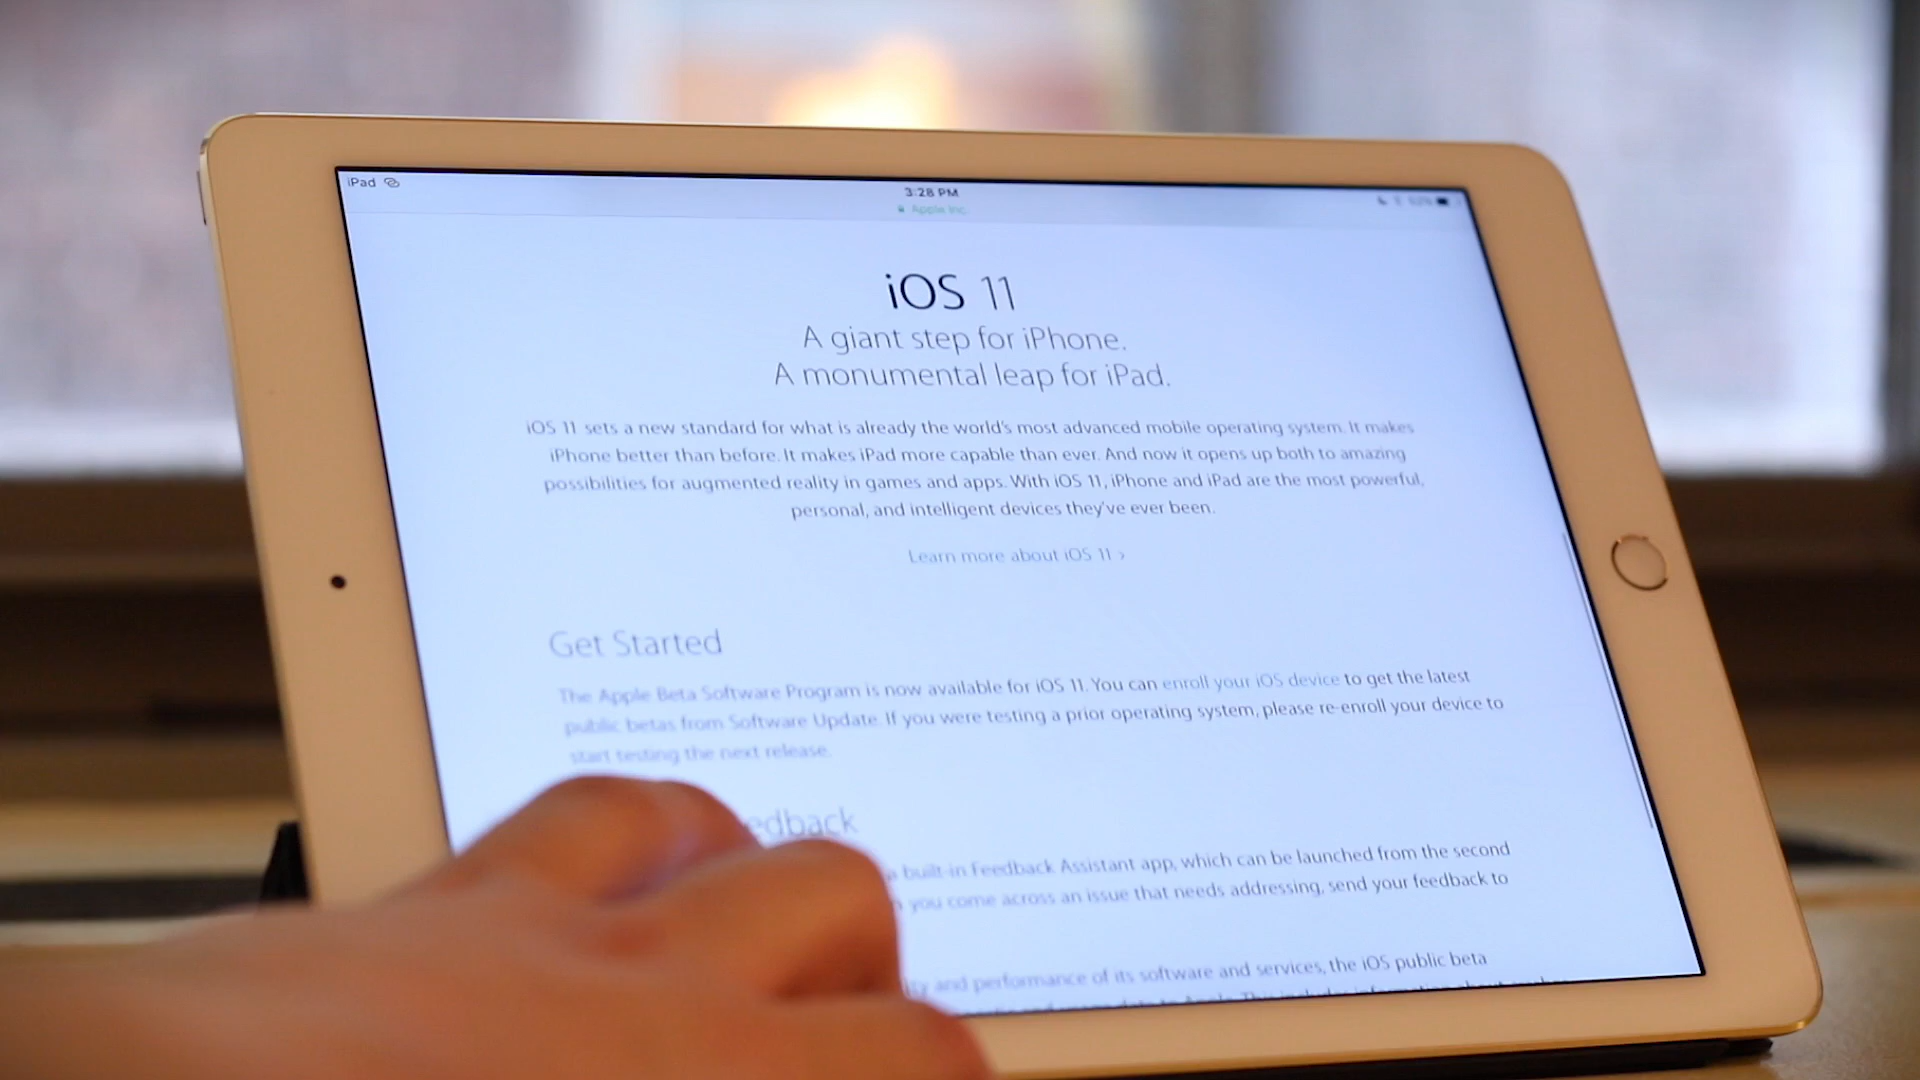 iPad
3:28 PM
Apple Inc.
iOS 11
A giant step for iPhone.
A monumental leap for iPad.
iOS 11 sets a new standard for what is already the world's most advanced mobile operating system. It makes
iPhone better than before. It makes iPad more capable than ever. And now it opens up both to amazing
possibilities for augmented reality in games and apps. With iOS 11, iPhone and iPad are the most powerful,
personal, and intelligent devices they've ever been.
Learn more about iOS 11 ›
Get Started
The Apple Beta Software Program is now available for iOS 11. You can enroll your iOS device to get the latest
public betas from Software Update. If you were testing a prior operating system, please re-enroll your device to
start testing the next release.
edback
built-in Feedback Assistant app, which can be launched from the second
you come across an issue that needs addressing, send your feedback to
and performance of its software and services, the iOS public beta